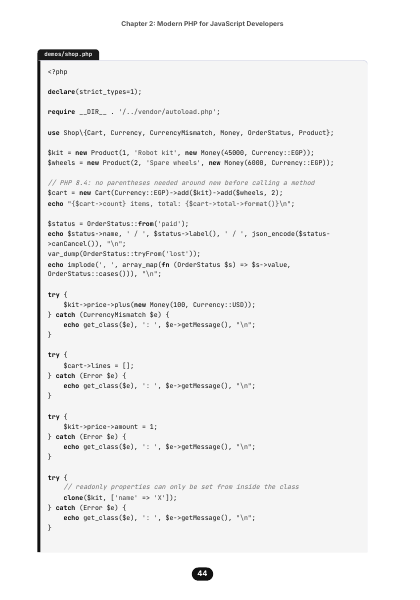 Chapter 2: Modern PHP for JavaScript Developers
demos/shop.php
<?php
declare(strict_types=1);
require __DIR__ . '/../vendor/autoload.php';
use Shop\{Cart, Currency, CurrencyMismatch, Money, OrderStatus, Product};
$kit = new Product(1, 'Robot kit', new Money(45000, Currency::EGP));
$wheels = new Product(2, 'Spare wheels', new Money(6000, Currency::EGP));
// PHP 8.4: no parentheses needed around new before calling a method
$cart = new Cart(Currency::EGP)->add($kit)->add($wheels, 2);
echo "{$cart->count} items, total: {$cart->total->format()}\n";
$status = OrderStatus::from('paid');
echo $status->name, ' / ', $status->label(), ' / ', json_encode($status-
>canCancel()), "\n";
var_dump(OrderStatus::tryFrom('lost'));
echo implode(', ', array_map(fn (OrderStatus $s) => $s->value,
OrderStatus::cases())), "\n";
try {
    $kit->price->plus(new Money(100, Currency::USD));
} catch (CurrencyMismatch $e) {
    echo get_class($e), ': ', $e->getMessage(), "\n";
}
try {
    $cart->lines = [];
} catch (Error $e) {
    echo get_class($e), ': ', $e->getMessage(), "\n";
}
try {
    $kit->price->amount = 1;
} catch (Error $e) {
    echo get_class($e), ': ', $e->getMessage(), "\n";
}
try {
    // readonly properties can only be set from inside the class
    clone($kit, ['name' => 'X']);
} catch (Error $e) {
    echo get_class($e), ': ', $e->getMessage(), "\n";
}
44